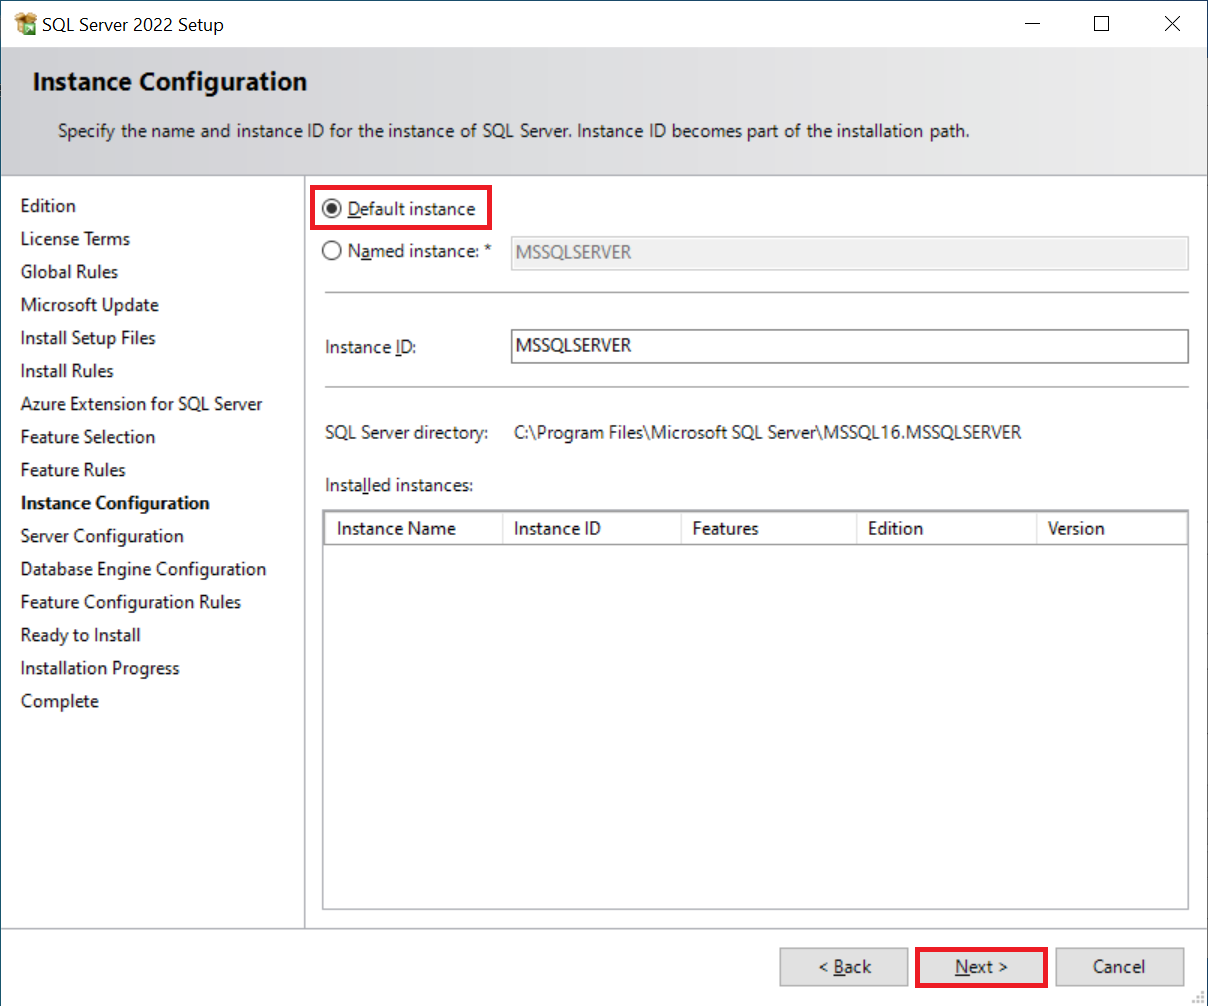 SQL Server 2022 Setup
Instance Configuration
Specify the name and instance ID for the instance of SQL Server. Instance ID becomes part of the installation path.
Edition
License Terms
Global Rules
Microsoft Update
Install Setup Files
Install Rules
Azure Extension for SQL Server
Feature Selection
Feature Rules
Instance Configuration
Server Configuration
Database Engine Configuration
Feature Configuration Rules
Ready to Install
Installation Progress
Complete
Default instance
Named instance: * MSSQLSERVER
Instance ID: MSSQLSERVER
SQL Server directory: C:\Program Files\Microsoft SQL Server\MSSQL16.MSSQLSERVER
Installed instances:
Instance Name Instance ID Features Edition Version
< Back Next > Cancel